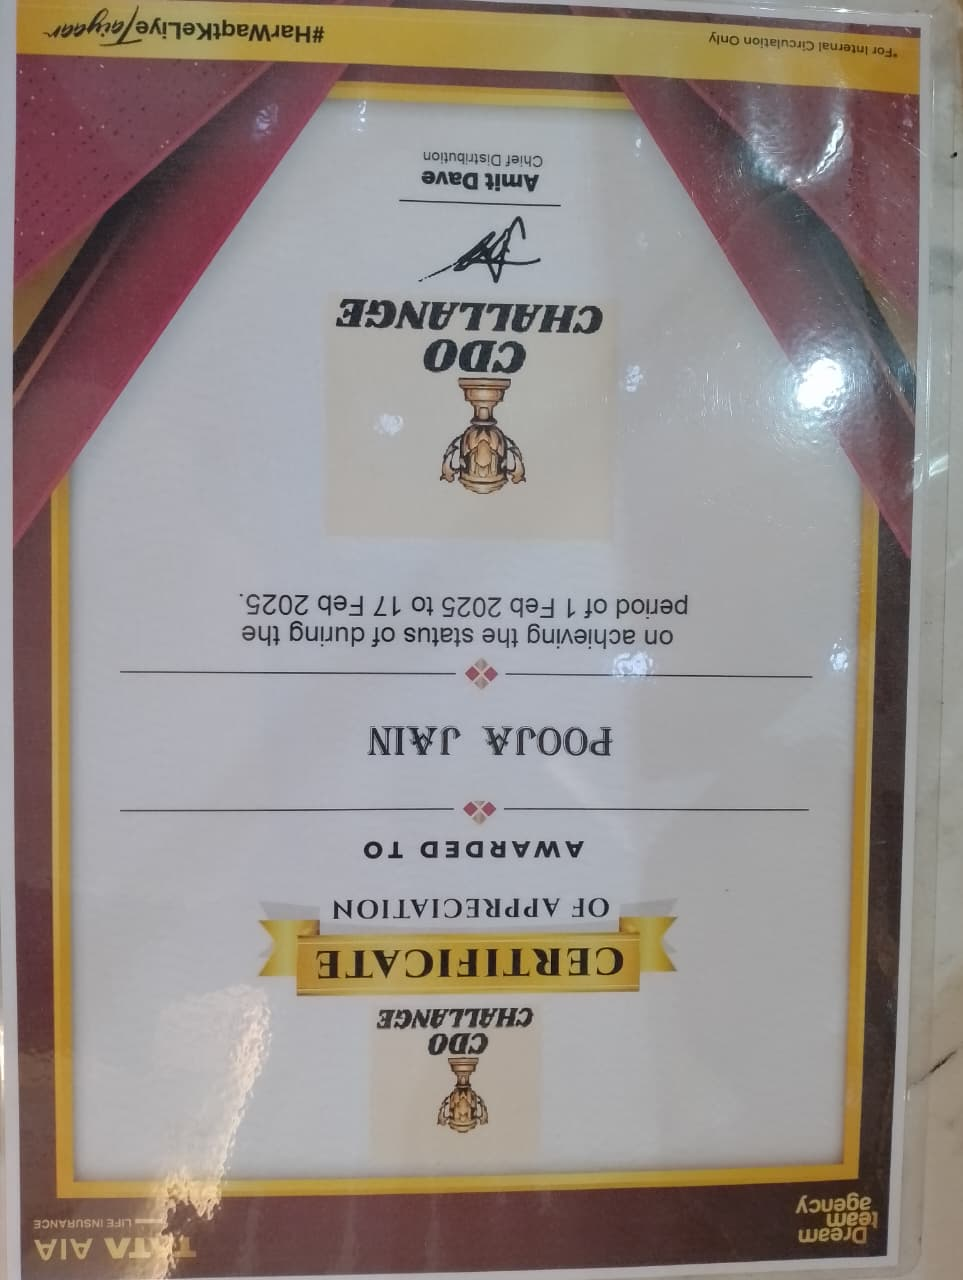 Dream
team
agency
TATA AIA
LIFE INSURANCE
CDO
CHALLANGE
CERTIFICATE
OF APPRECIATION
AWARDED TO
POOJA JAIN
on achieving the status of during the
period of 1 Feb 2025 to 17 Feb 2025.
CDO
CHALLANGE
Amit Dave
Chief Distribution
*For Internal Circulation Only
#HarWaqtKeLiyeTaiyaar